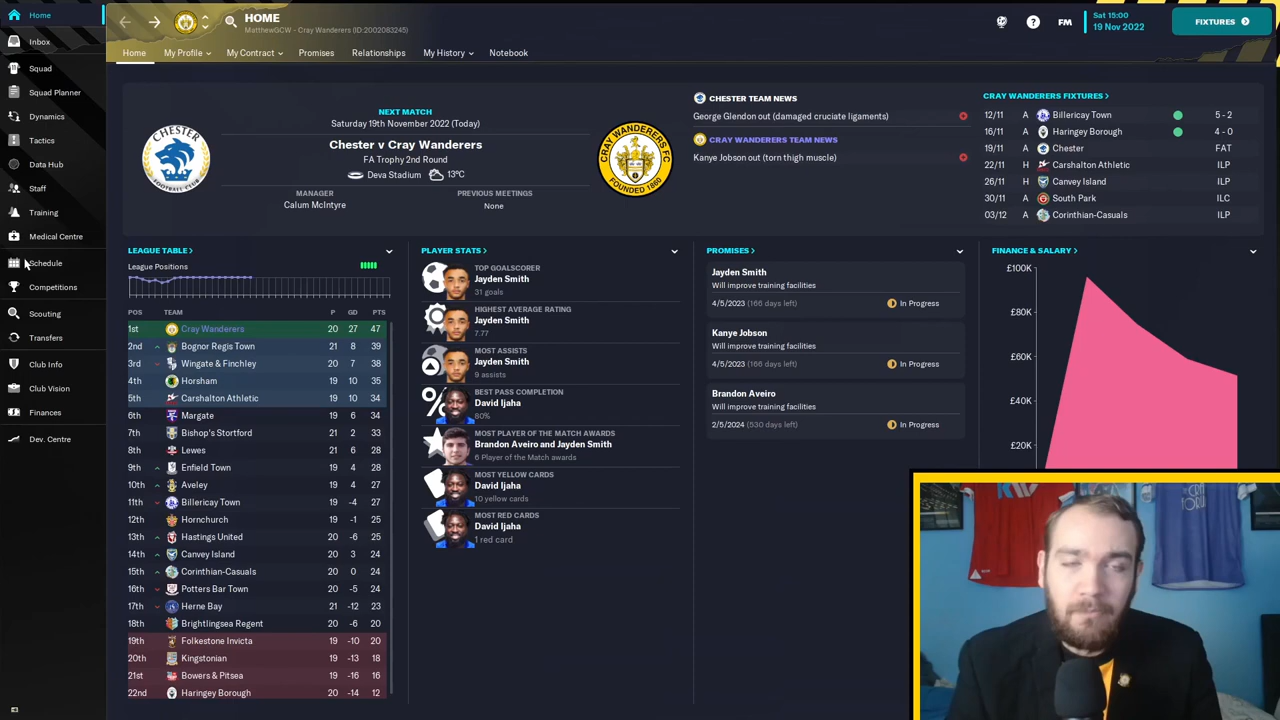 Home
Inbox
Squad
Squad Planner
Dynamics
Tactics
Data Hub
Staff
Training
Medical Centre
Schedule
Competitions
Scouting
Transfers
Club Info
Club Vision
Finances
Dev. Centre
HOME
MatthewGCW - Cray Wanderers (ID:2002083245)
?
FM
Sat 15:00
19 Nov 2022
FIXTURES
Home My Profile My Contract Promises Relationships My History Notebook
CHESTER
FOOTBALL CLUB
NEXT MATCH
Saturday 19th November 2022 (Today)
Chester v Cray Wanderers
FA Trophy 2nd Round
Deva Stadium 13ºC
MANAGER
Calum McIntyre
PREVIOUS MEETINGS
None
CRAY WANDERERS FC
FOUNDED 1860
CHESTER TEAM NEWS
George Glendon out (damaged cruciate ligaments)
CRAY WANDERERS TEAM NEWS
Kanye Jobson out (torn thigh muscle)
CRAY WANDERERS FIXTURES >
12/11 A Billericay Town 5 - 2
16/11 A Haringey Borough 4 - 0
19/11 A Chester FAT
22/11 H Carshalton Athletic ILP
26/11 H Canvey Island ILP
30/11 A South Park ILC
03/12 A Corinthian-Casuals ILP
LEAGUE TABLE >
League Positions
POS TEAM P GD PTS
1st Cray Wanderers 20 27 47
2nd Bognor Regis Town 21 8 39
3rd Wingate & Finchley 20 7 38
4th Horsham 19 10 35
5th Carshalton Athletic 19 10 34
6th Margate 19 6 34
7th Bishop's Stortford 21 2 33
8th Lewes 21 6 28
9th Enfield Town 19 4 28
10th Aveley 19 4 27
11th Billericay Town 19 -4 27
12th Hornchurch 19 -1 25
13th Hastings United 20 -6 25
14th Canvey Island 20 3 24
15th Corinthian-Casuals 20 0 24
16th Potters Bar Town 20 -5 24
17th Herne Bay 21 -12 23
18th Brightlingsea Regent 20 -6 20
19th Folkestone Invicta 19 -10 20
20th Kingstonian 19 -13 18
21st Bowers & Pitsea 19 -16 16
22nd Haringey Borough 20 -14 12
PLAYER STATS >
TOP GOALSCORER
Jayden Smith
31 goals
HIGHEST AVERAGE RATING
Jayden Smith
7.77
MOST ASSISTS
Jayden Smith
9 assists
BEST PASS COMPLETION
David Ijaha
80%
MOST PLAYER OF THE MATCH AWARDS
Brandon Aveiro and Jayden Smith
6 Player of the Match awards
MOST YELLOW CARDS
David Ijaha
10 yellow cards
MOST RED CARDS
David Ijaha
1 red card
PROMISES >
Jayden Smith
Will improve training facilities
4/5/2023 (166 days left) In Progress
Kanye Jobson
Will improve training facilities
4/5/2023 (166 days left) In Progress
Brandon Aveiro
Will improve training facilities
2/5/2024 (530 days left) In Progress
FINANCE & SALARY >
£100K
£80K
£60K
£40K
£20K